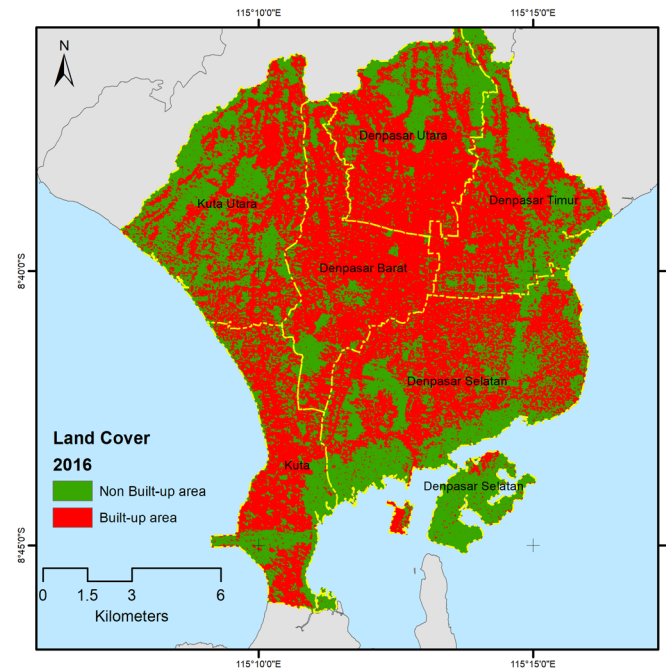 115°10'0"E
115°15'0"E
N
Denpasar Utara
Kuta Utara
Denpasar Timur
8°40'0"S
Denpasar Barat
Denpasar Selatan
Land Cover
2016
Kuta
Denpasar Selatan
Non Built-up area
Built-up area
8°45'0"S
0 1.5 3 6
Kilometers
115°10'0"E
115°15'0"E